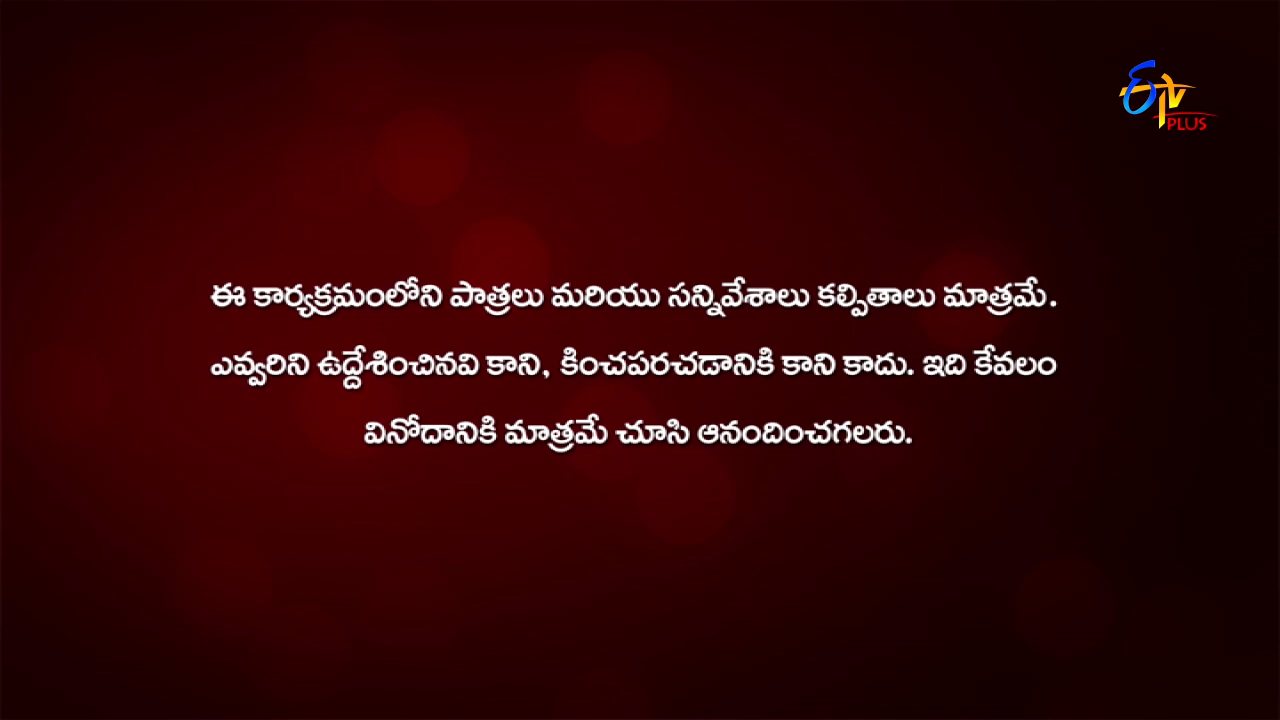 ETV
PLUS
ఈ కార్యక్రమంలోని పాత్రలు మరియు సన్నివేశాలు కల్పితాలు మాత్రమే.
ఎవ్వరిని ఉద్దేశించినవి కాని, కించపరచడానికి కాని కాదు. ఇది కేవలం
వినోదానికి మాత్రమే చూసి ఆనందించగలరు.